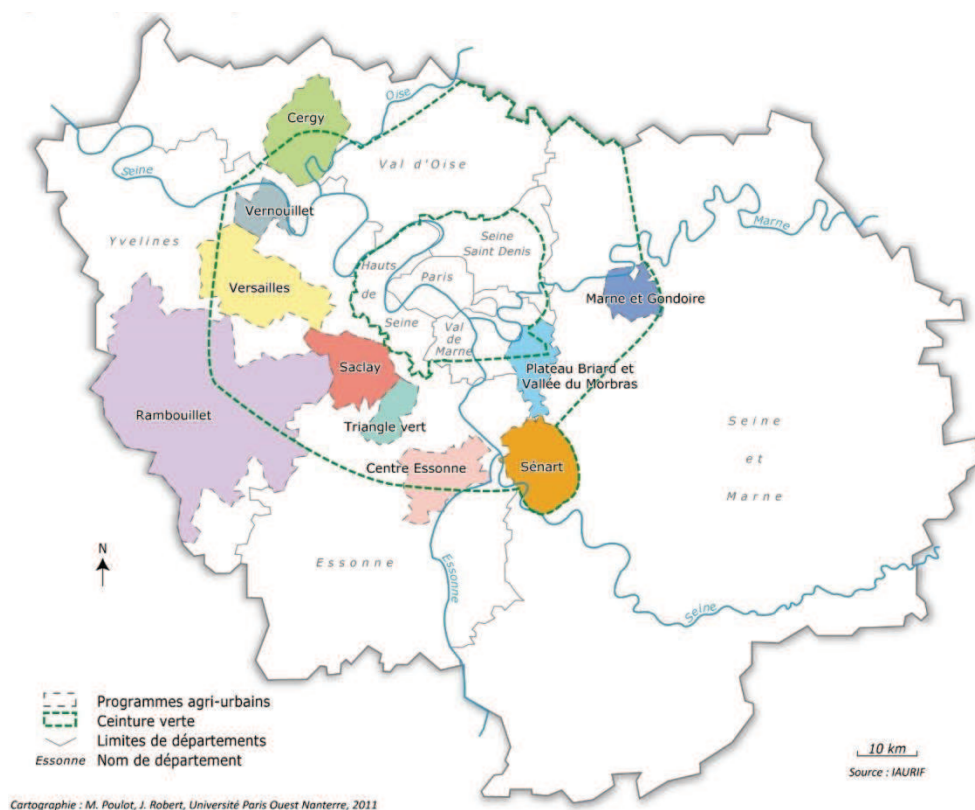 Oise
Cergy
Val d'Oise
Seine
Vernouillet
Marne
Yvelines
Seine
Saint Denis
Hauts
de
Seine
Paris
Versailles
Marne et Gondoire
Val
de
Marne
Saclay
Plateau Briard et
Vallée du Morbras
Rambouillet
Triangle vert
Seine
et
Marne
Centre Essonne
Sénart
N
Essonne
Essonne
Seine
Programmes agri-urbains
Ceinture verte
Limites de départements
Essonne Nom de département
10 km
Source : IAURIF
Cartographie : M. Poulot, J. Robert, Université Paris Ouest Nanterre, 2011